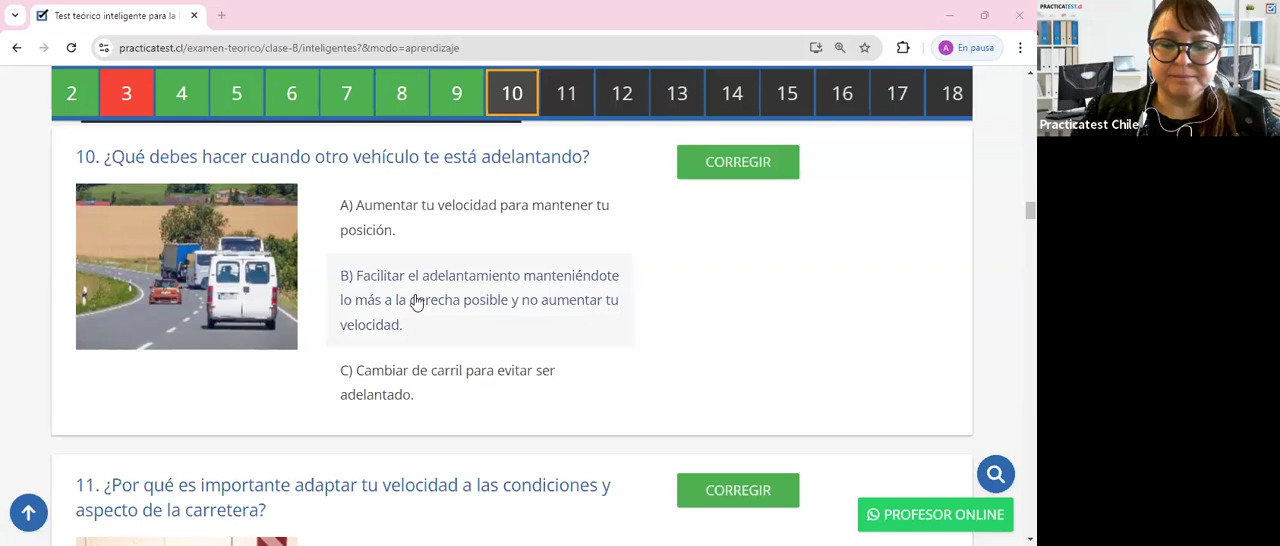 Test teórico inteligente para la
practicatest.cl/examen-teorico/clase-B/inteligentes?&modo=aprendizaje
A
En pausa
2 3 4 5 6 7 8 9 10 11 12 13 14 15 16 17 18
10. ¿Qué debes hacer cuando otro vehículo te está adelantando?
CORREGIR
A) Aumentar tu velocidad para mantener tu
posición.
B) Facilitar el adelantamiento manteniéndote
lo más a la derecha posible y no aumentar tu
velocidad.
C) Cambiar de carril para evitar ser
adelantado.
11. ¿Por qué es importante adaptar tu velocidad a las condiciones y
aspecto de la carretera?
CORREGIR
PROFESOR ONLINE
PRACTICATEST.cl
Practicatest Chile